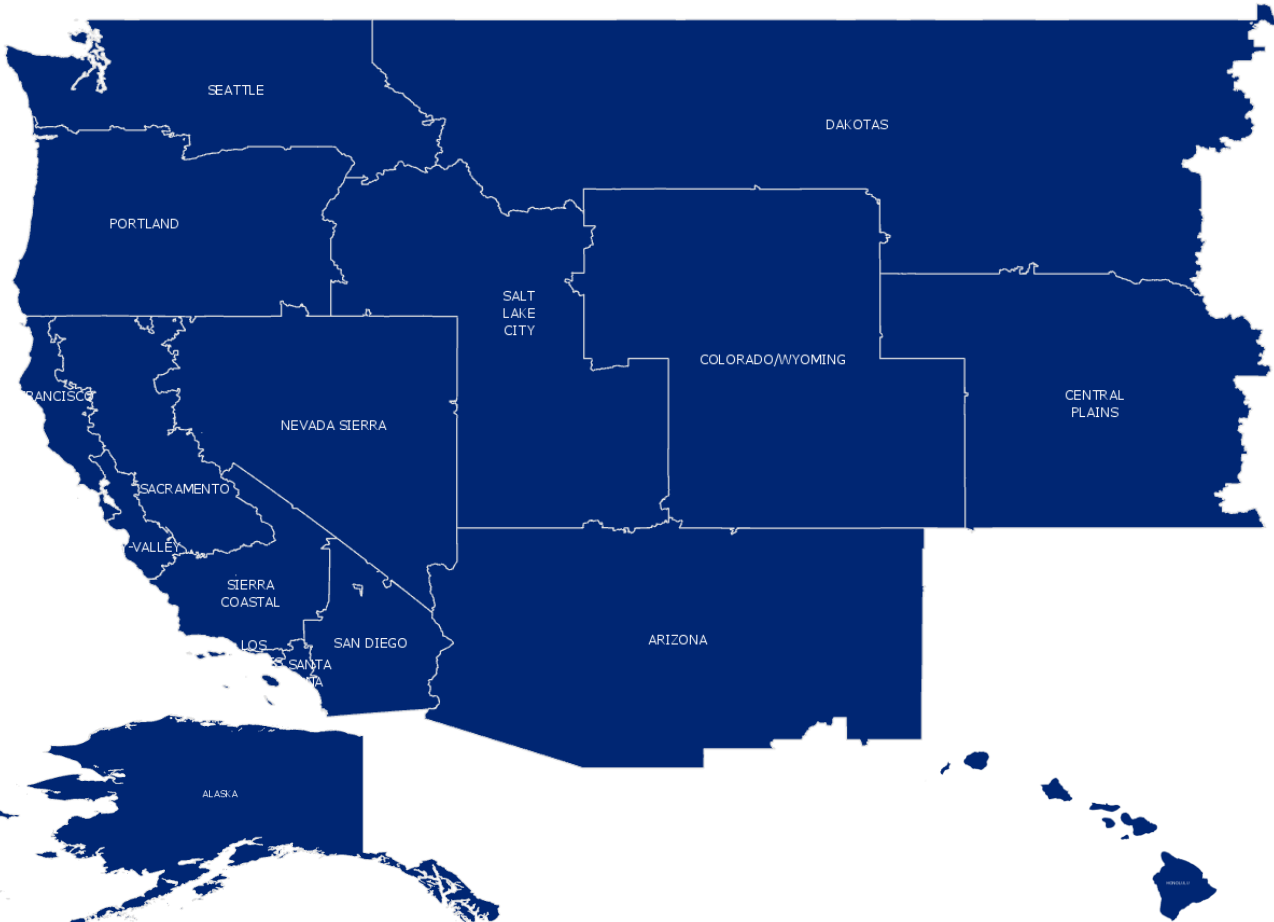 SEATTLE
DAKOTAS
PORTLAND
SALT
LAKE
CITY
COLORADO/WYOMING
RANCISCO
CENTRAL
PLAINS
NEVADA SIERRA
SACRAMENTO
-VALLEY
SIERRA
COASTAL
LOS
SAN DIEGO
ARIZONA
SANTA
ALASKA
HONOLULU